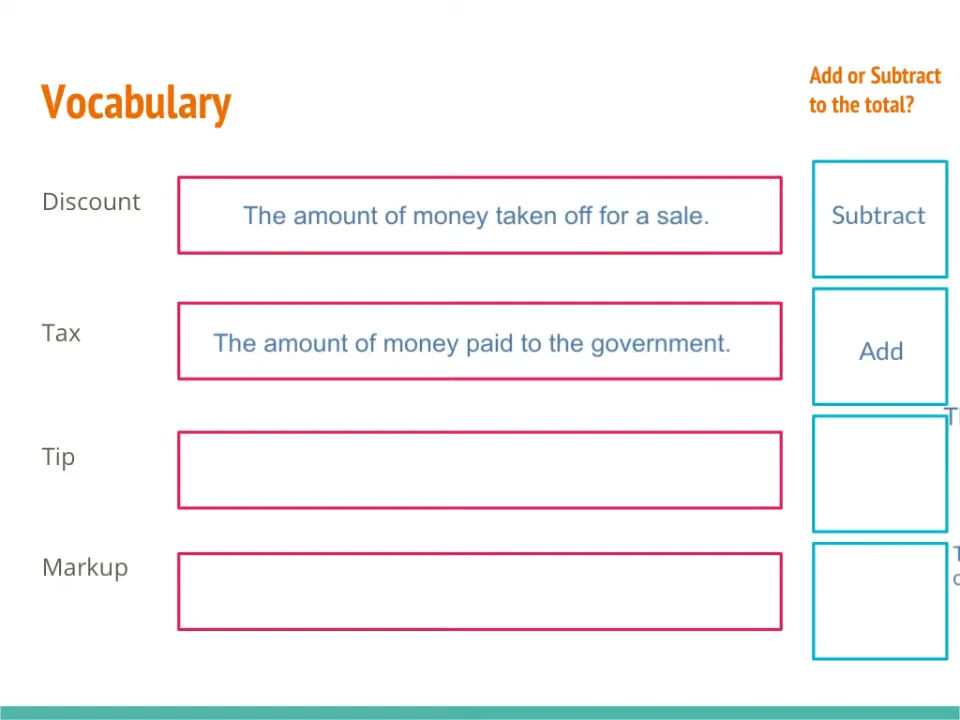 Vocabulary
Add or Subtract
to the total?
Discount
The amount of money taken off for a sale.
Subtract
Tax
The amount of money paid to the government.
Add
Tip
Markup